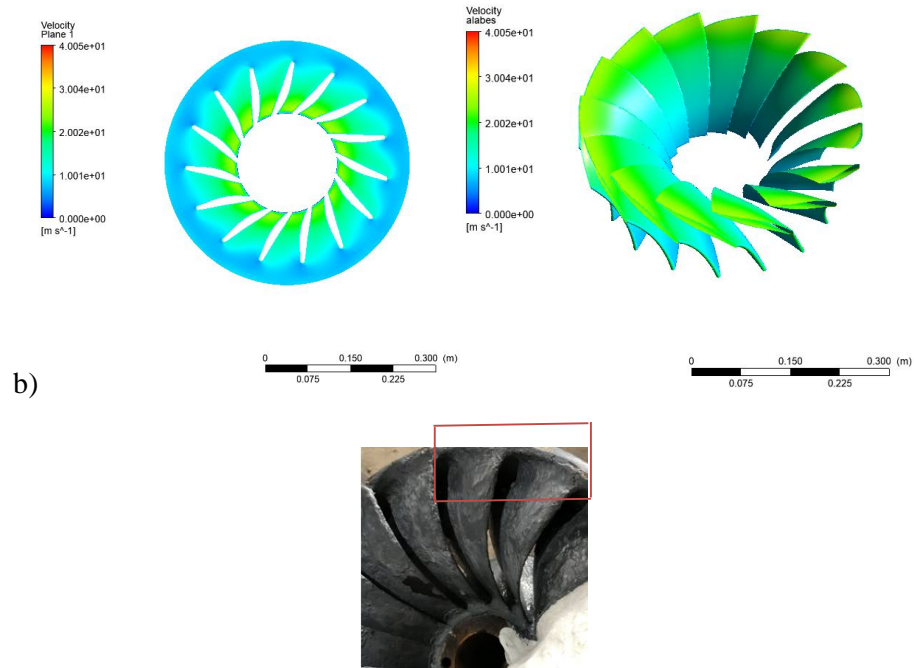 Velocity
Plane 1
4.005e+01
3.004e+01
2.002e+01
1.001e+01
0.000e+00
[m s^-1]
Velocity
alabes
4.005e+01
3.004e+01
2.002e+01
1.001e+01
0.000e+00
[m s^-1]
0 0.150 0.300 (m)
0.075 0.225
0 0.150 0.300 (m)
0.075 0.225
b)